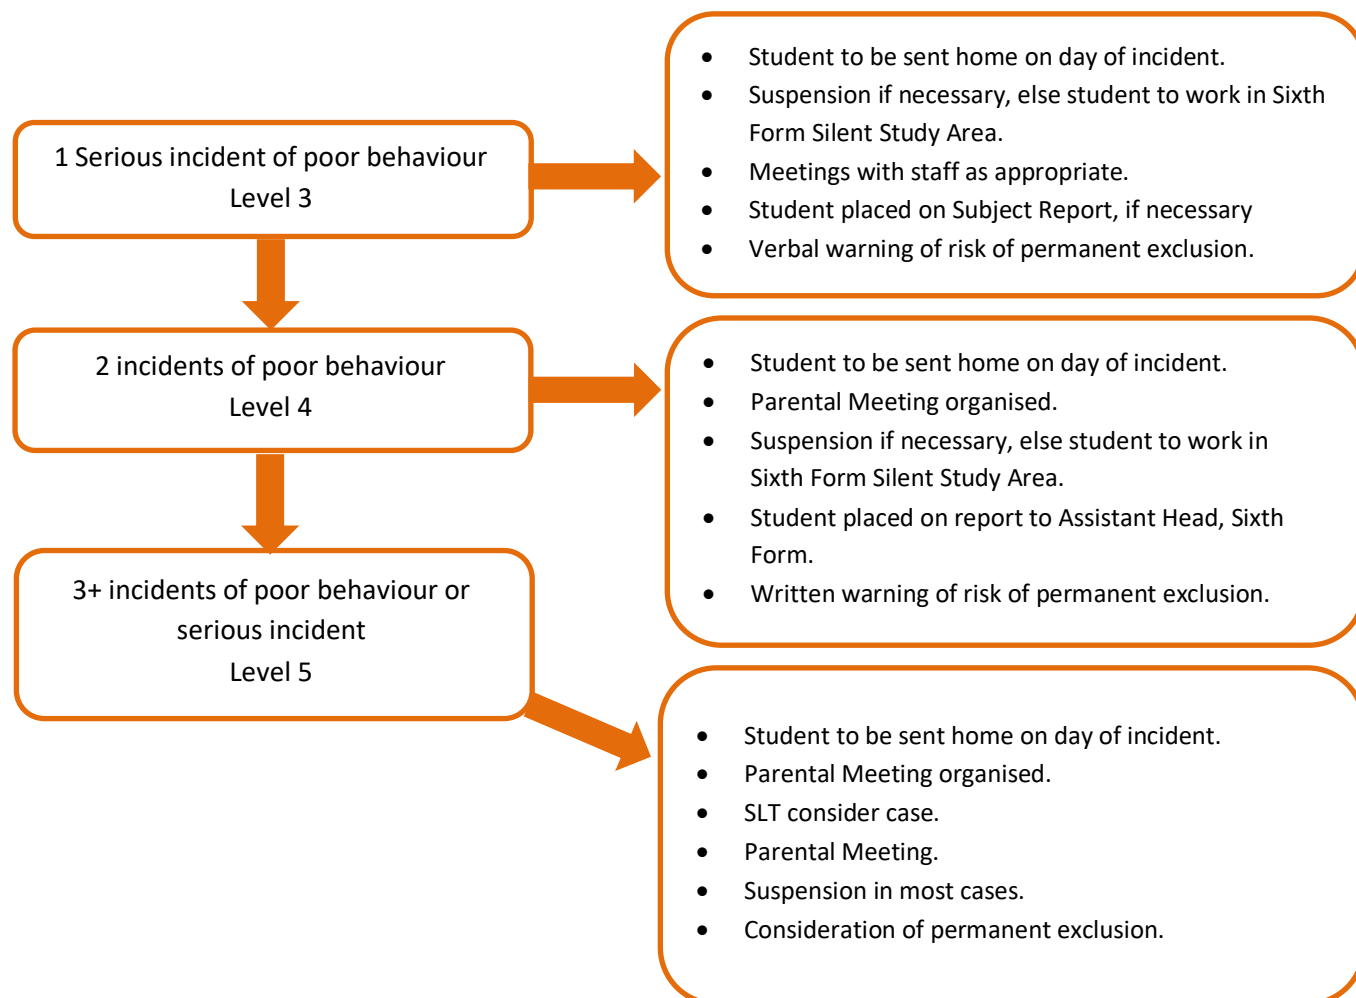 1 Serious incident of poor behaviour
Level 3
• Student to be sent home on day of incident.
• Suspension if necessary, else student to work in Sixth
Form Silent Study Area.
• Meetings with staff as appropriate.
• Student placed on Subject Report, if necessary
• Verbal warning of risk of permanent exclusion.
2 incidents of poor behaviour
Level 4
• Student to be sent home on day of incident.
• Parental Meeting organised.
• Suspension if necessary, else student to work in
Sixth Form Silent Study Area.
• Student placed on report to Assistant Head, Sixth
Form.
• Written warning of risk of permanent exclusion.
3+ incidents of poor behaviour or
serious incident
Level 5
• Student to be sent home on day of incident.
• Parental Meeting organised.
• SLT consider case.
• Parental Meeting.
• Suspension in most cases.
• Consideration of permanent exclusion.